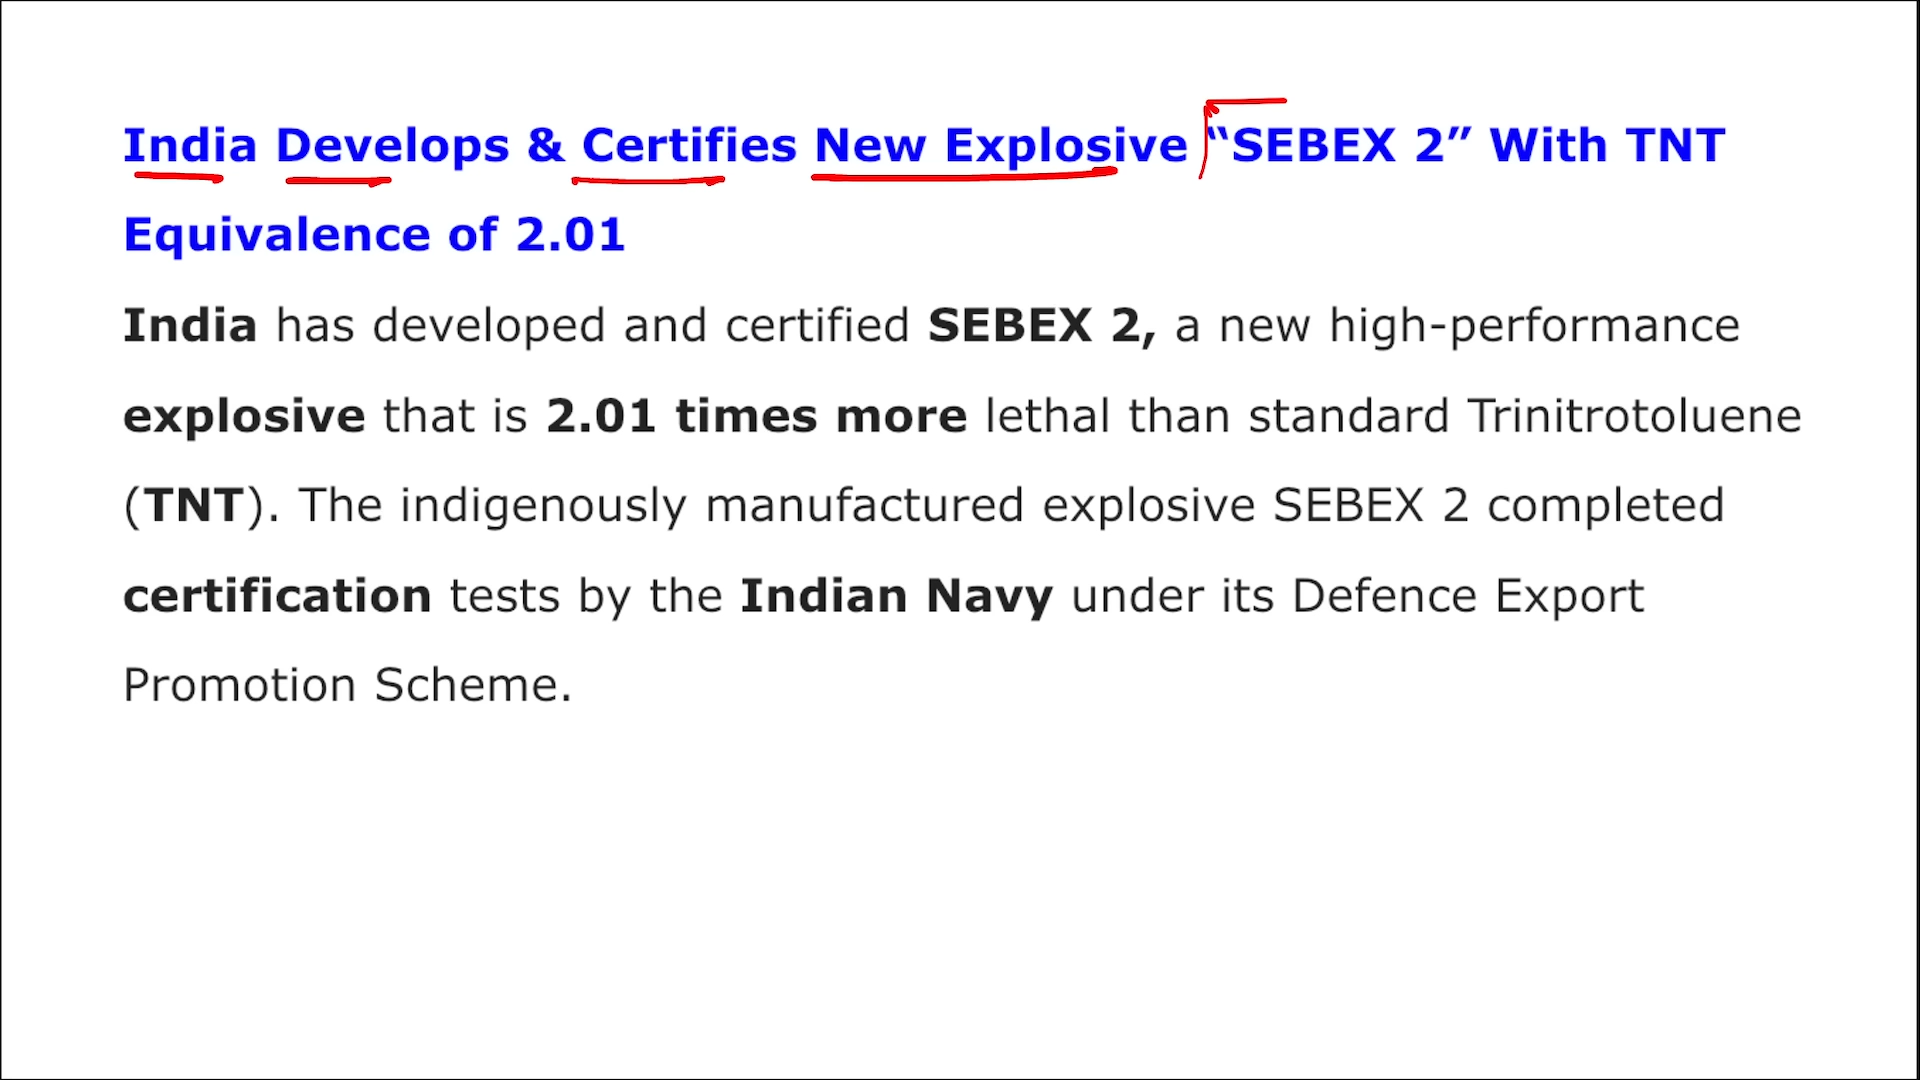 India Develops & Certifies New Explosive “SEBEX 2” With TNT
Equivalence of 2.01
India has developed and certified SEBEX 2, a new high-performance
explosive that is 2.01 times more lethal than standard Trinitrotoluene
(TNT). The indigenously manufactured explosive SEBEX 2 completed
certification tests by the Indian Navy under its Defence Export
Promotion Scheme.